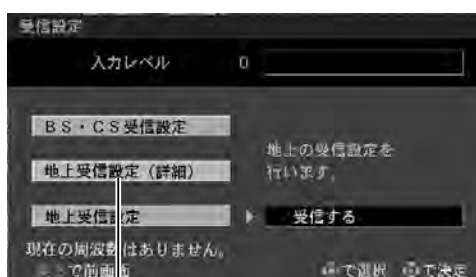 受信設定
入力レベル 0
BS・CS受信設定
地上受信設定（詳細）
地上の受信設定を
行います。
地上受信設定 受信する
現在の周波数はありません。
で前画面 で選択 で決定